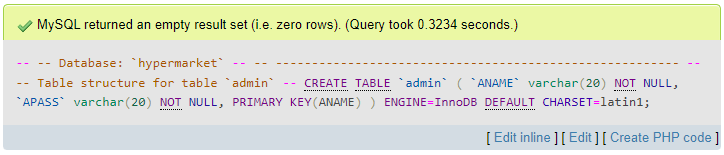 MySQL returned an empty result set (i.e. zero rows). (Query took 0.3234 seconds.)
-- -- Database: `hypermarket` -- -- -------------------------------------------------------- --
-- Table structure for table `admin` -- CREATE TABLE `admin` ( `ANAME` varchar(20) NOT NULL,
`APASS` varchar(20) NOT NULL, PRIMARY KEY(ANAME) ) ENGINE=InnoDB DEFAULT CHARSET=latin1;
[ Edit inline ] [ Edit ] [ Create PHP code ]